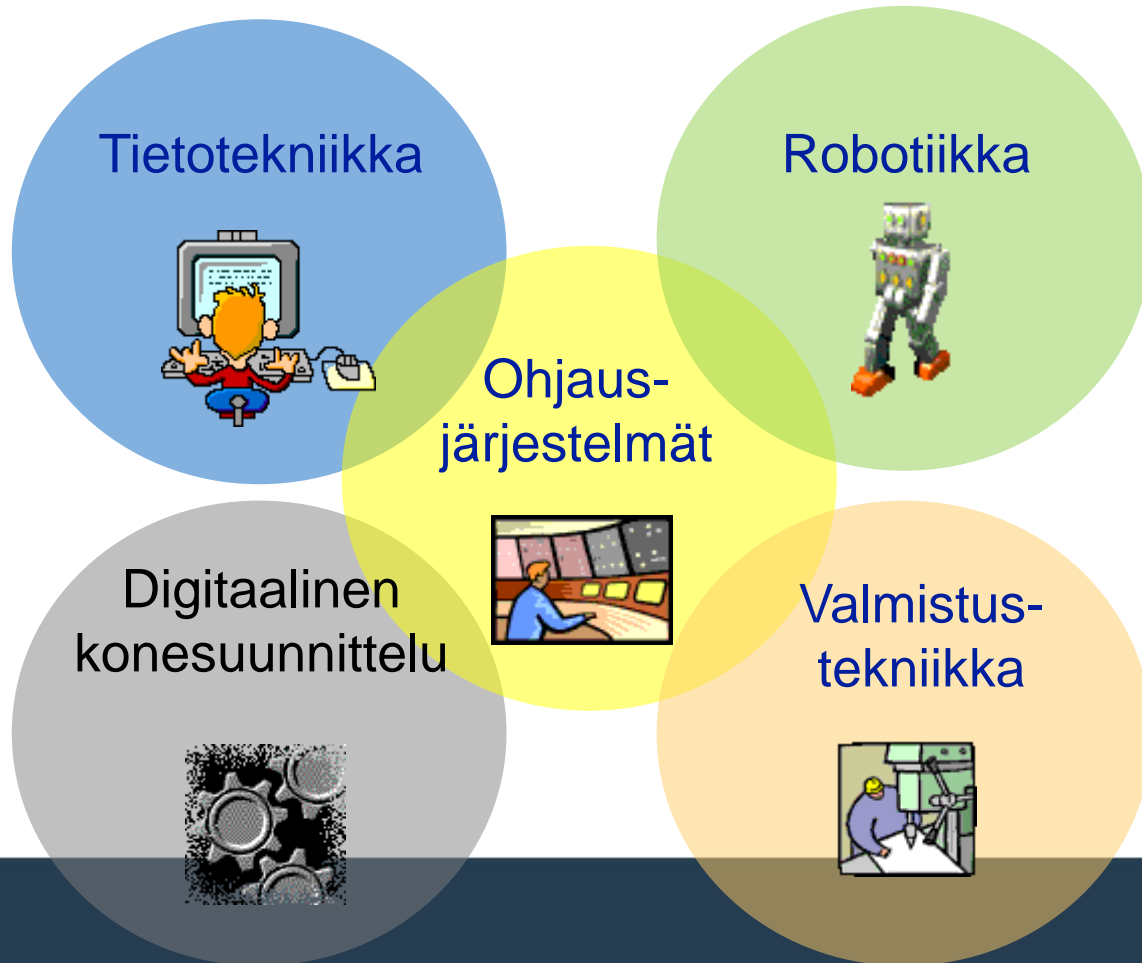 Tietotekniikka
Robotiikka
Ohjaus-
järjestelmät
Digitaalinen
konesuunnittelu
Valmistus-
tekniikka